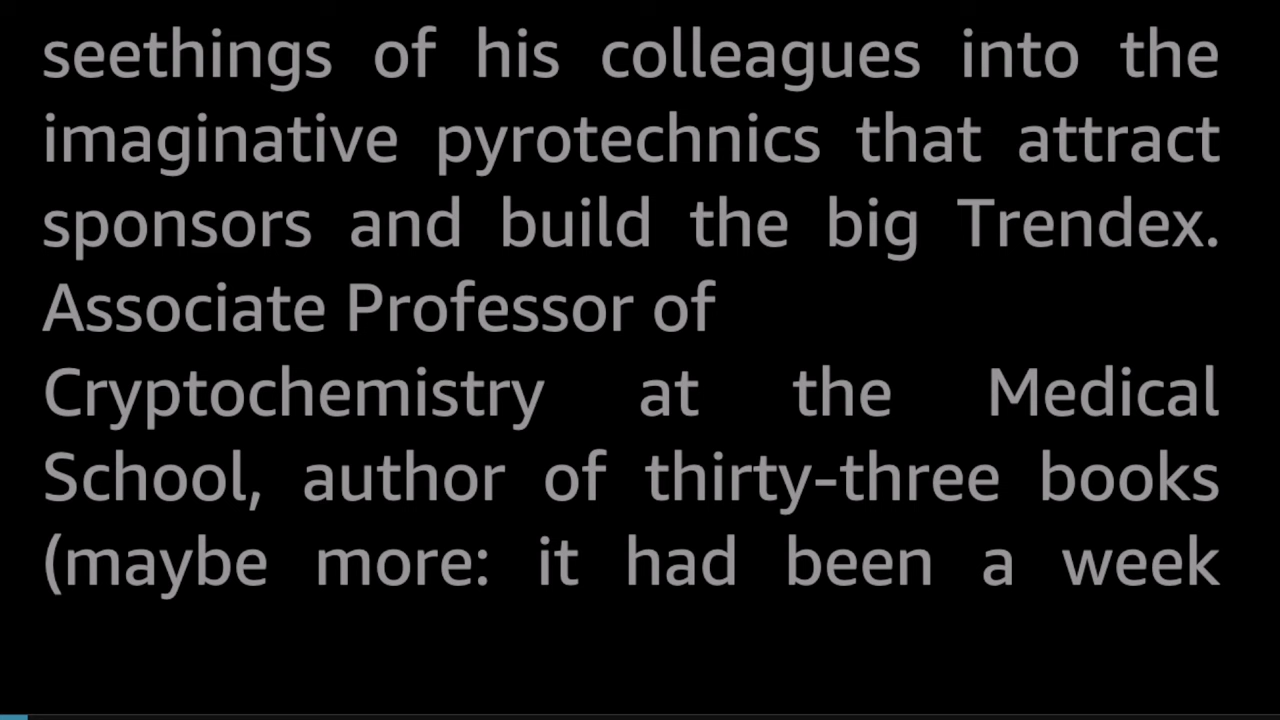 seethings of his colleagues into the
imaginative pyrotechnics that attract
sponsors and build the big Trendex.
Associate Professor of
Cryptochemistry at the Medical
School, author of thirty-three books
(maybe more: it had been a week